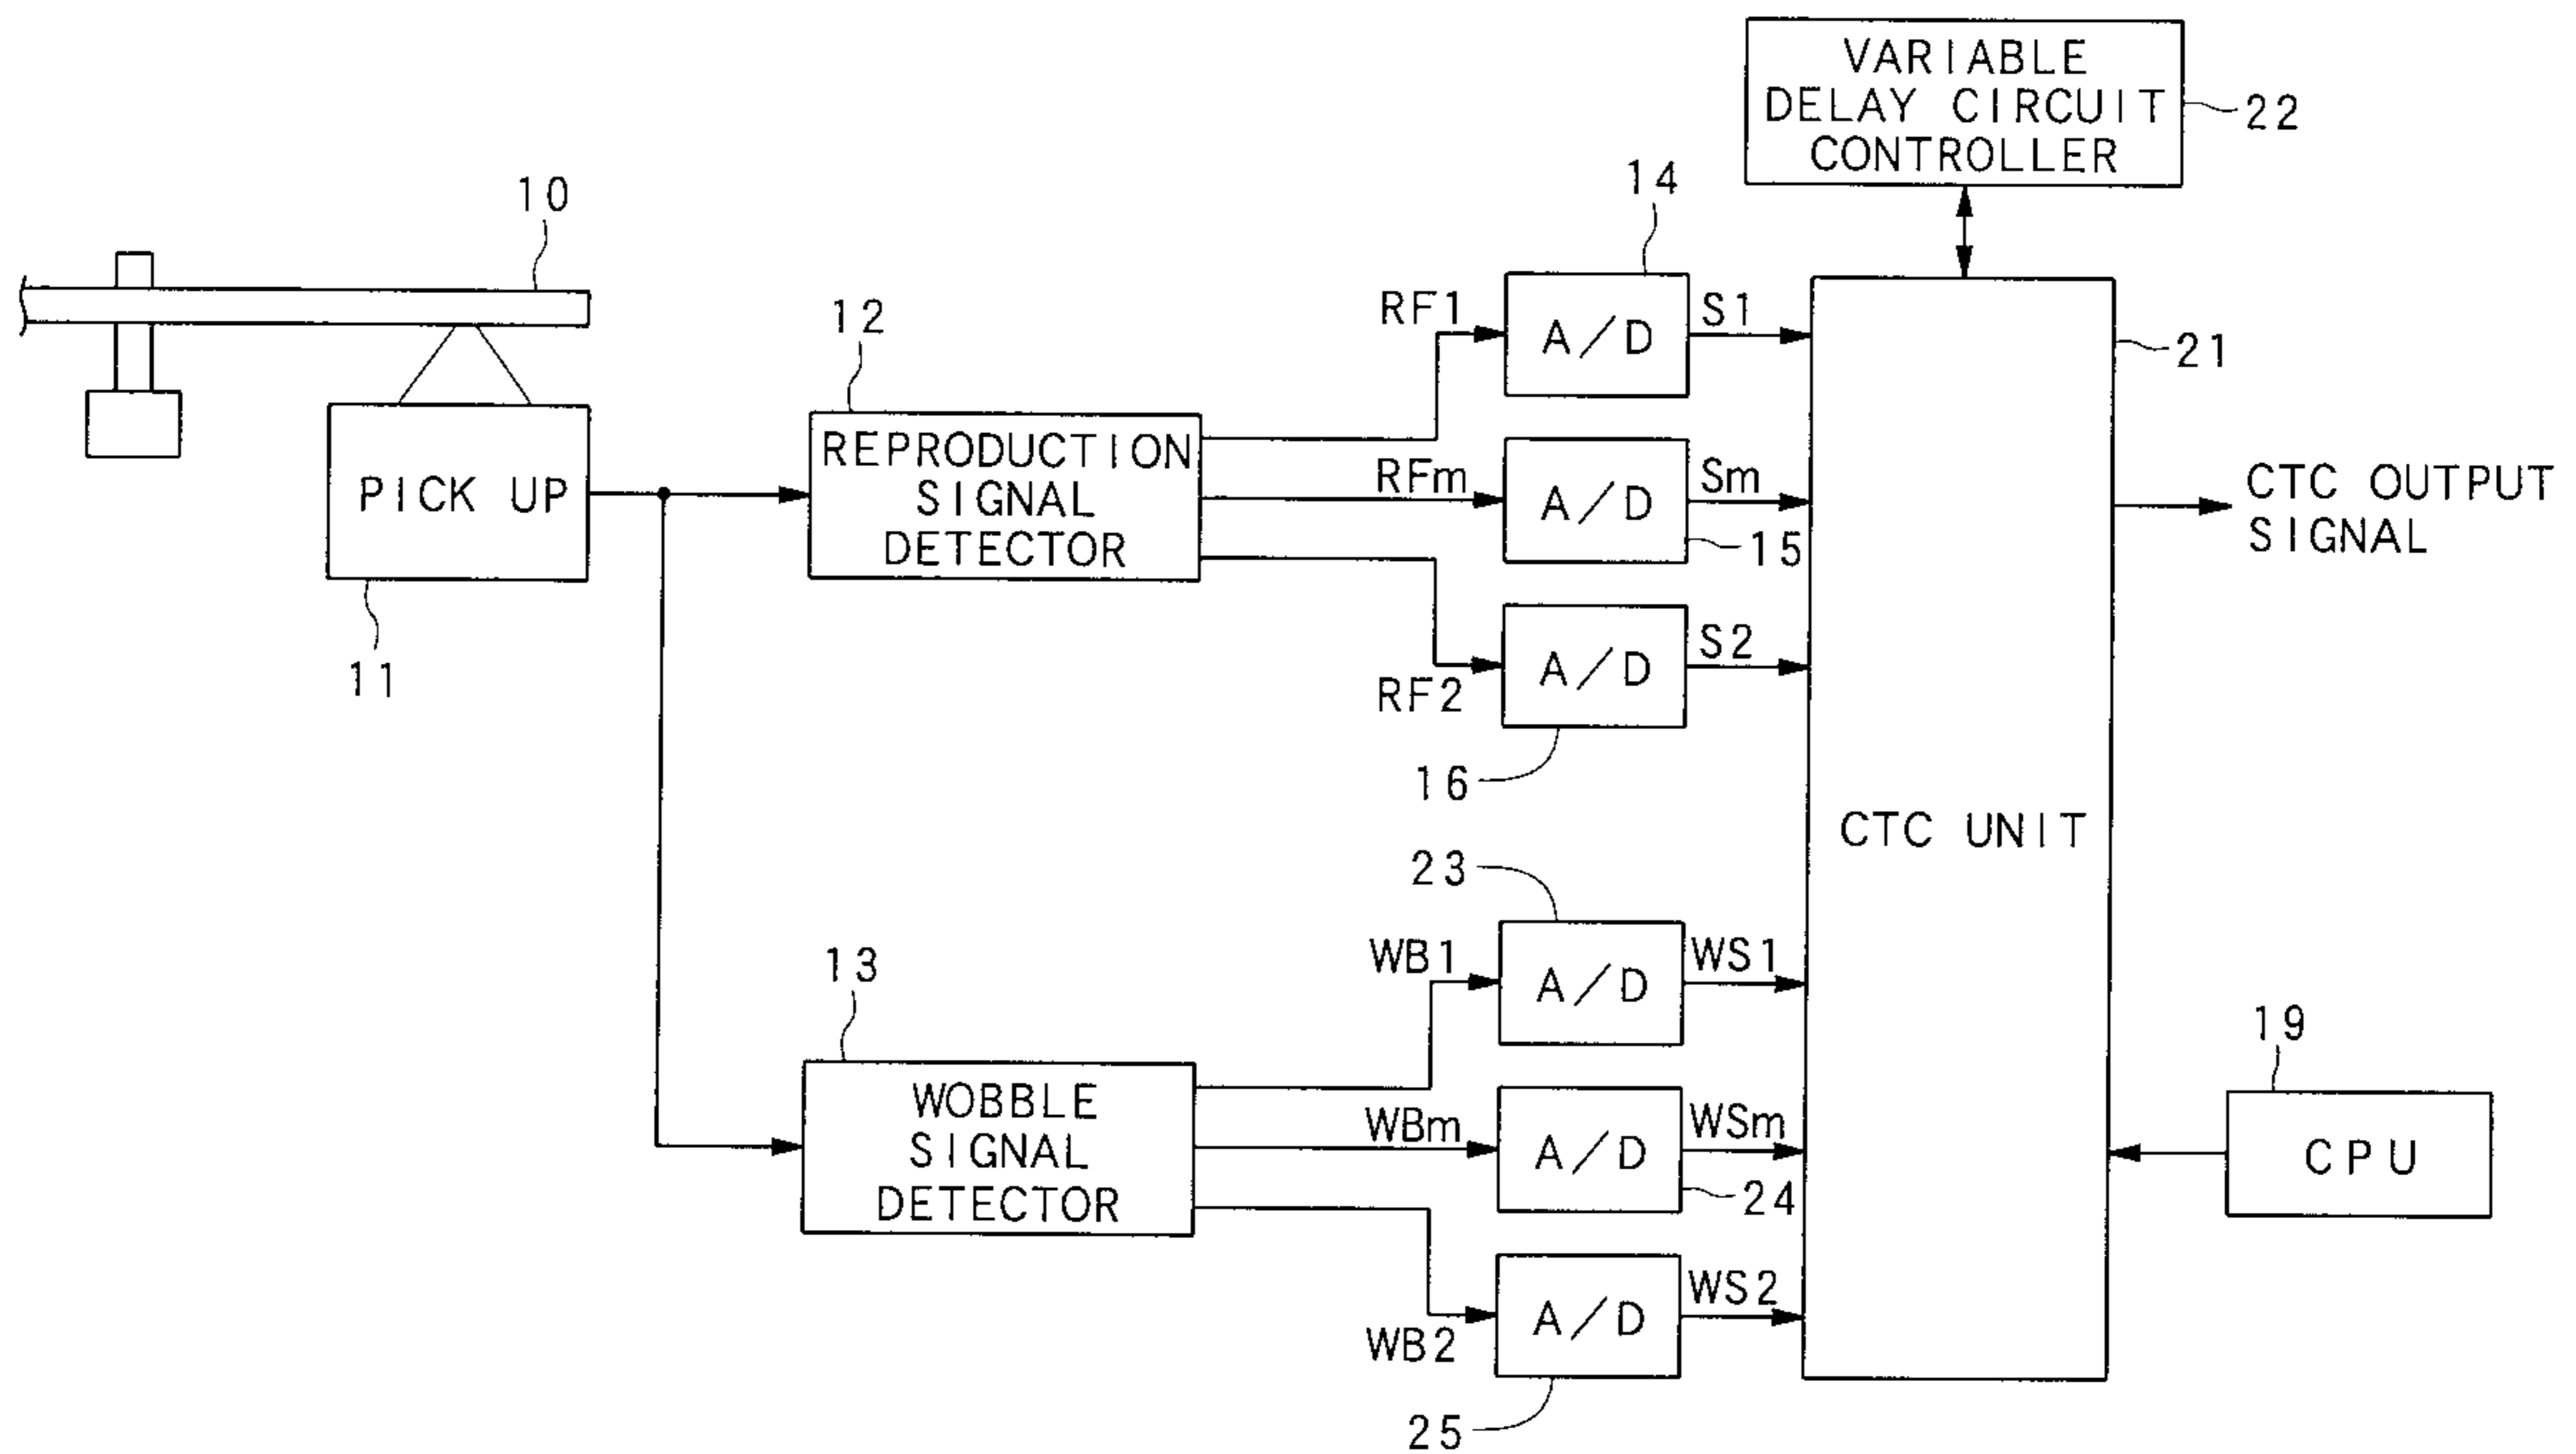 VARIABLE
DELAY CIRCUIT
CONTROLLER
22
10
14
12
RF1
A/D
S1
21
PICK UP
11
REPRODUCTION
SIGNAL
DETECTOR
RFm
A/D
Sm
15
CTC OUTPUT
SIGNAL
RF2
A/D
S2
16
CTC UNIT
23
13
WB1
A/D
WS1
19
WOBBLE
SIGNAL
DETECTOR
WBm
A/D
WSm
24
CPU
WB2
A/D
WS2
25